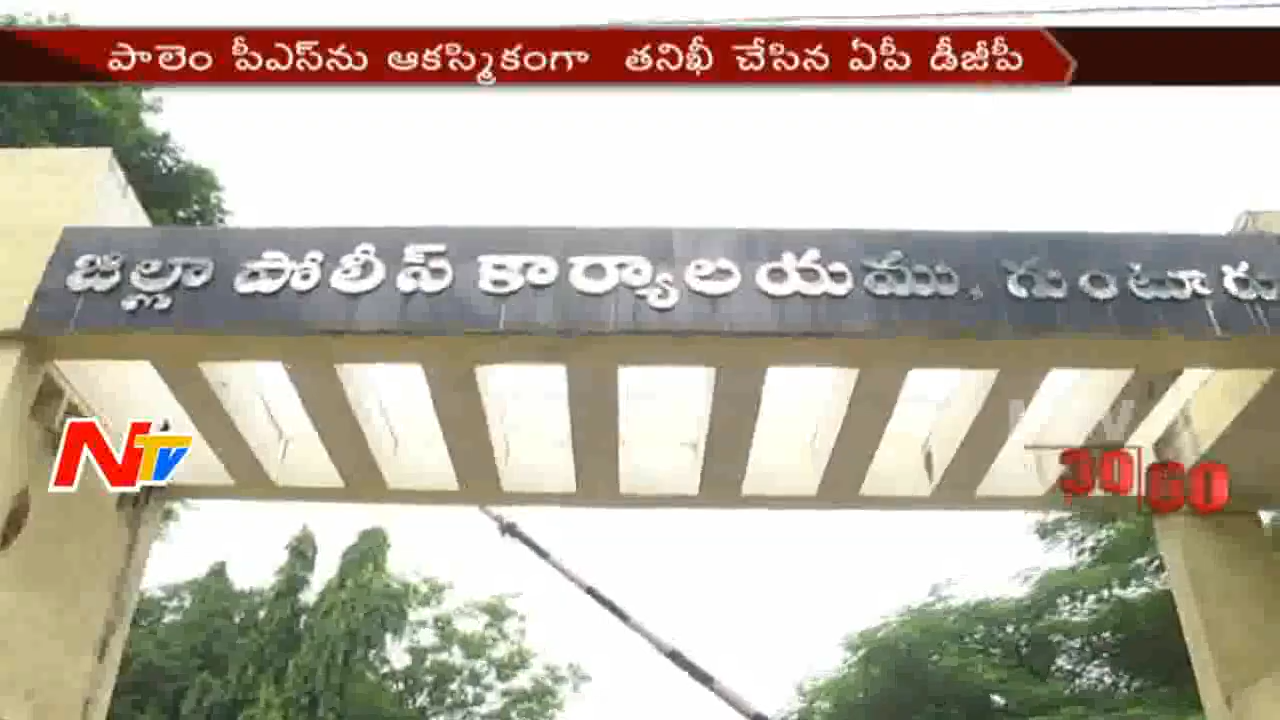 పాలెం పీఎస్‌ను ఆకస్మికంగా తనిఖీ చేసిన ఏపీ డీజీపీ
జిల్లా పోలీస్ కార్యాలయము, గుంటూరు
NTV
30|60